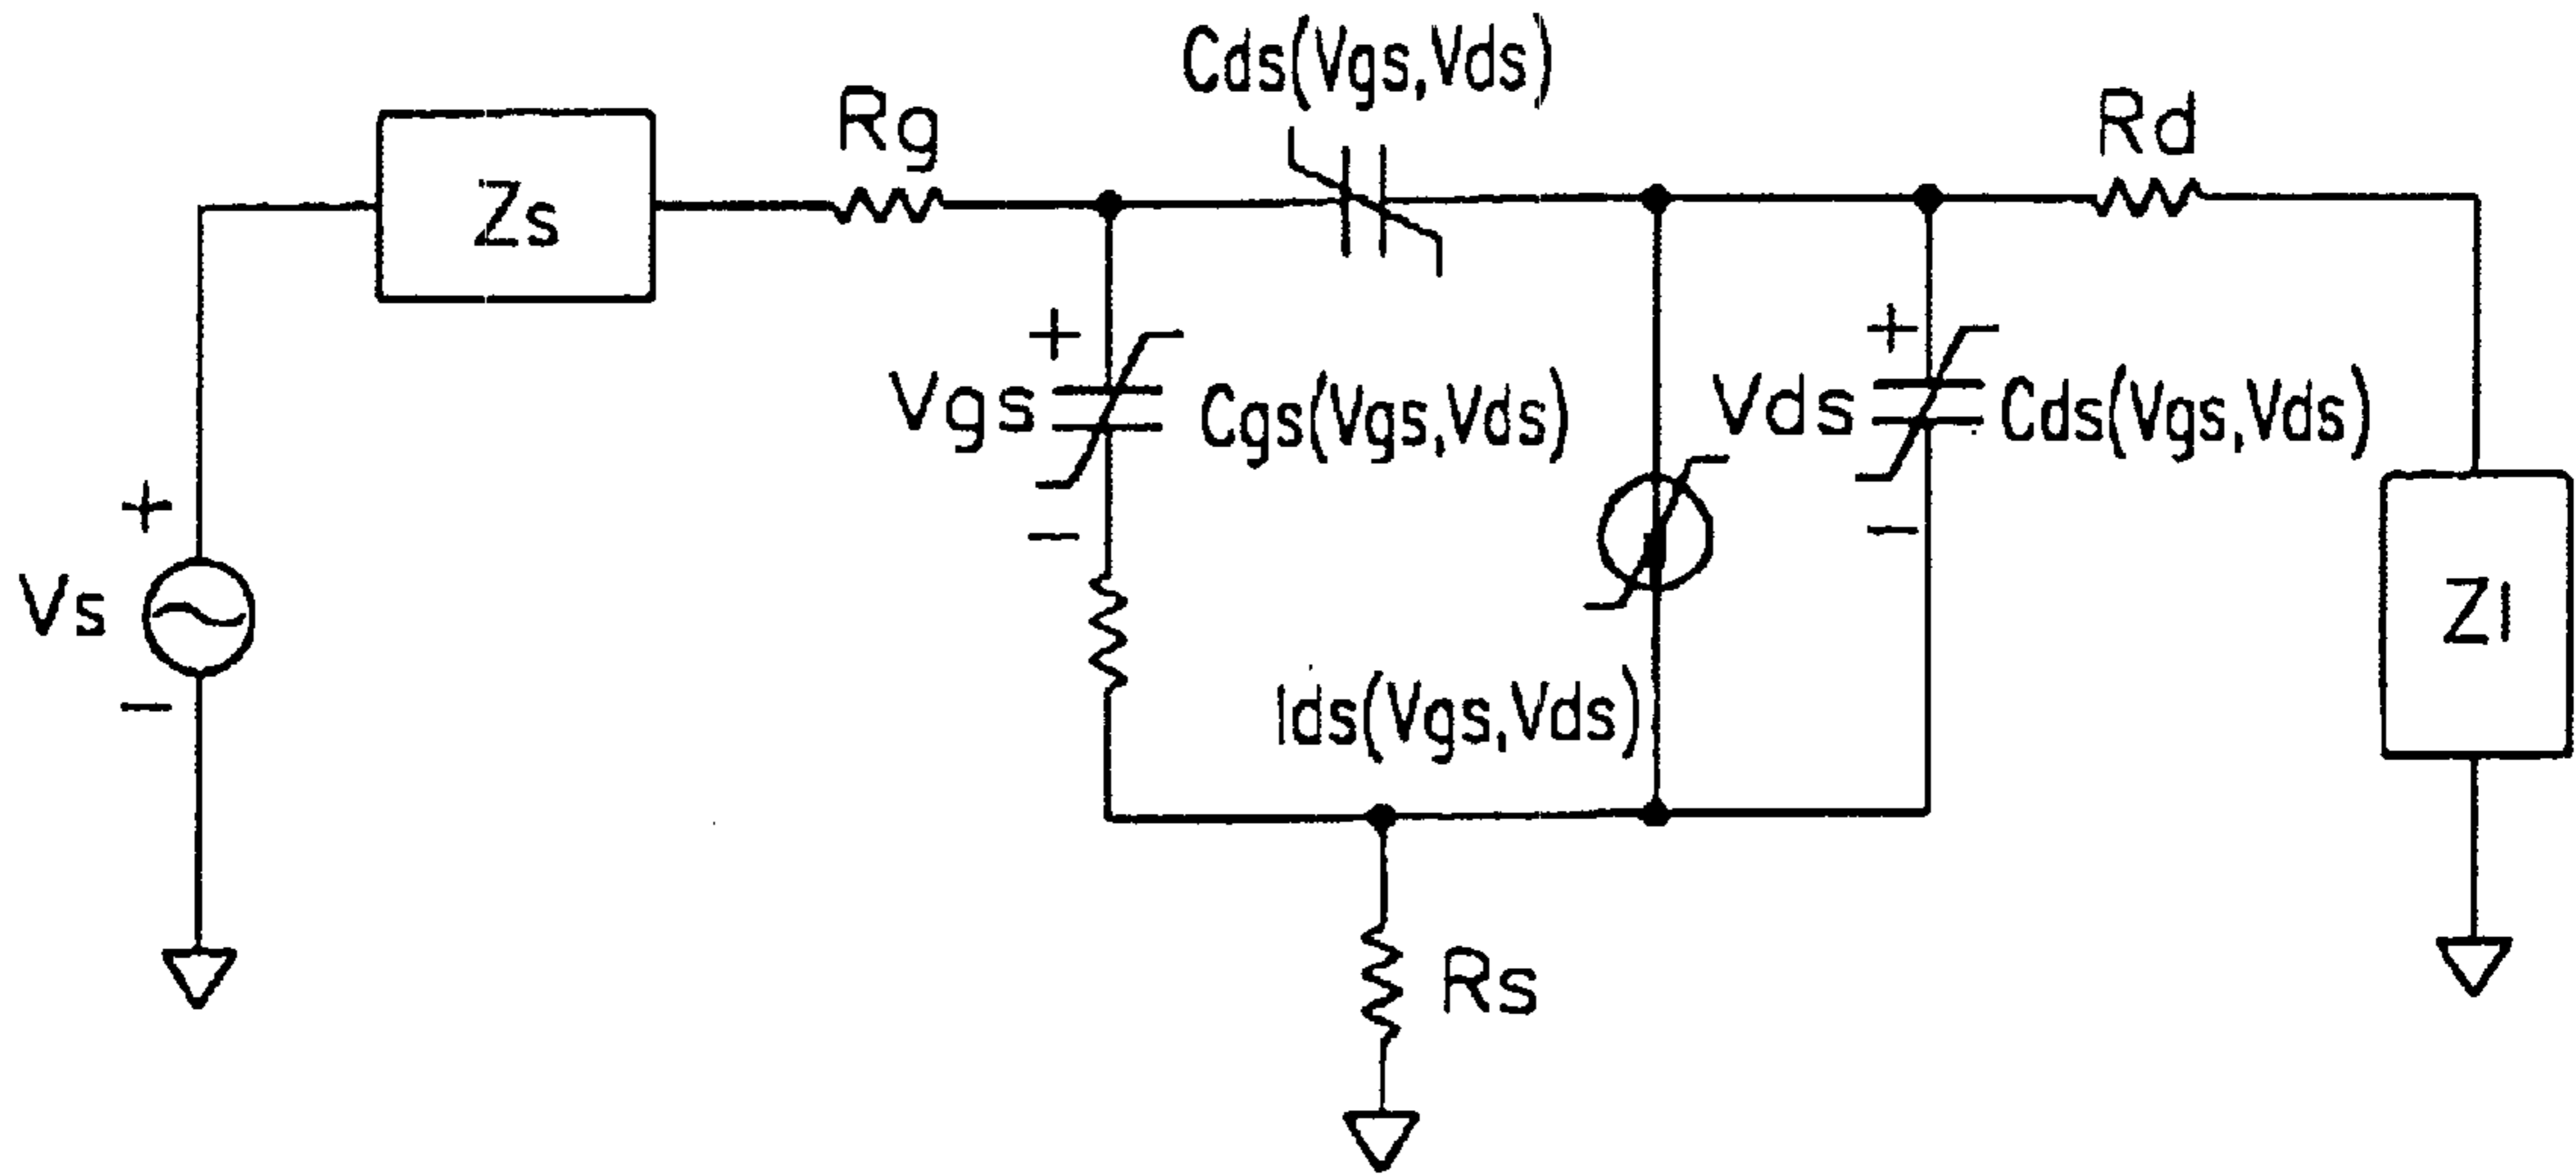 Cds(Vgs,Vds)
Rg
Rd
Zs
+
+
Vgs
Cgs(Vgs,Vds)
Vds
Cds(Vgs,Vds)
+
−
−
Vs
Zl
−
Ids(Vgs,Vds)
Rs